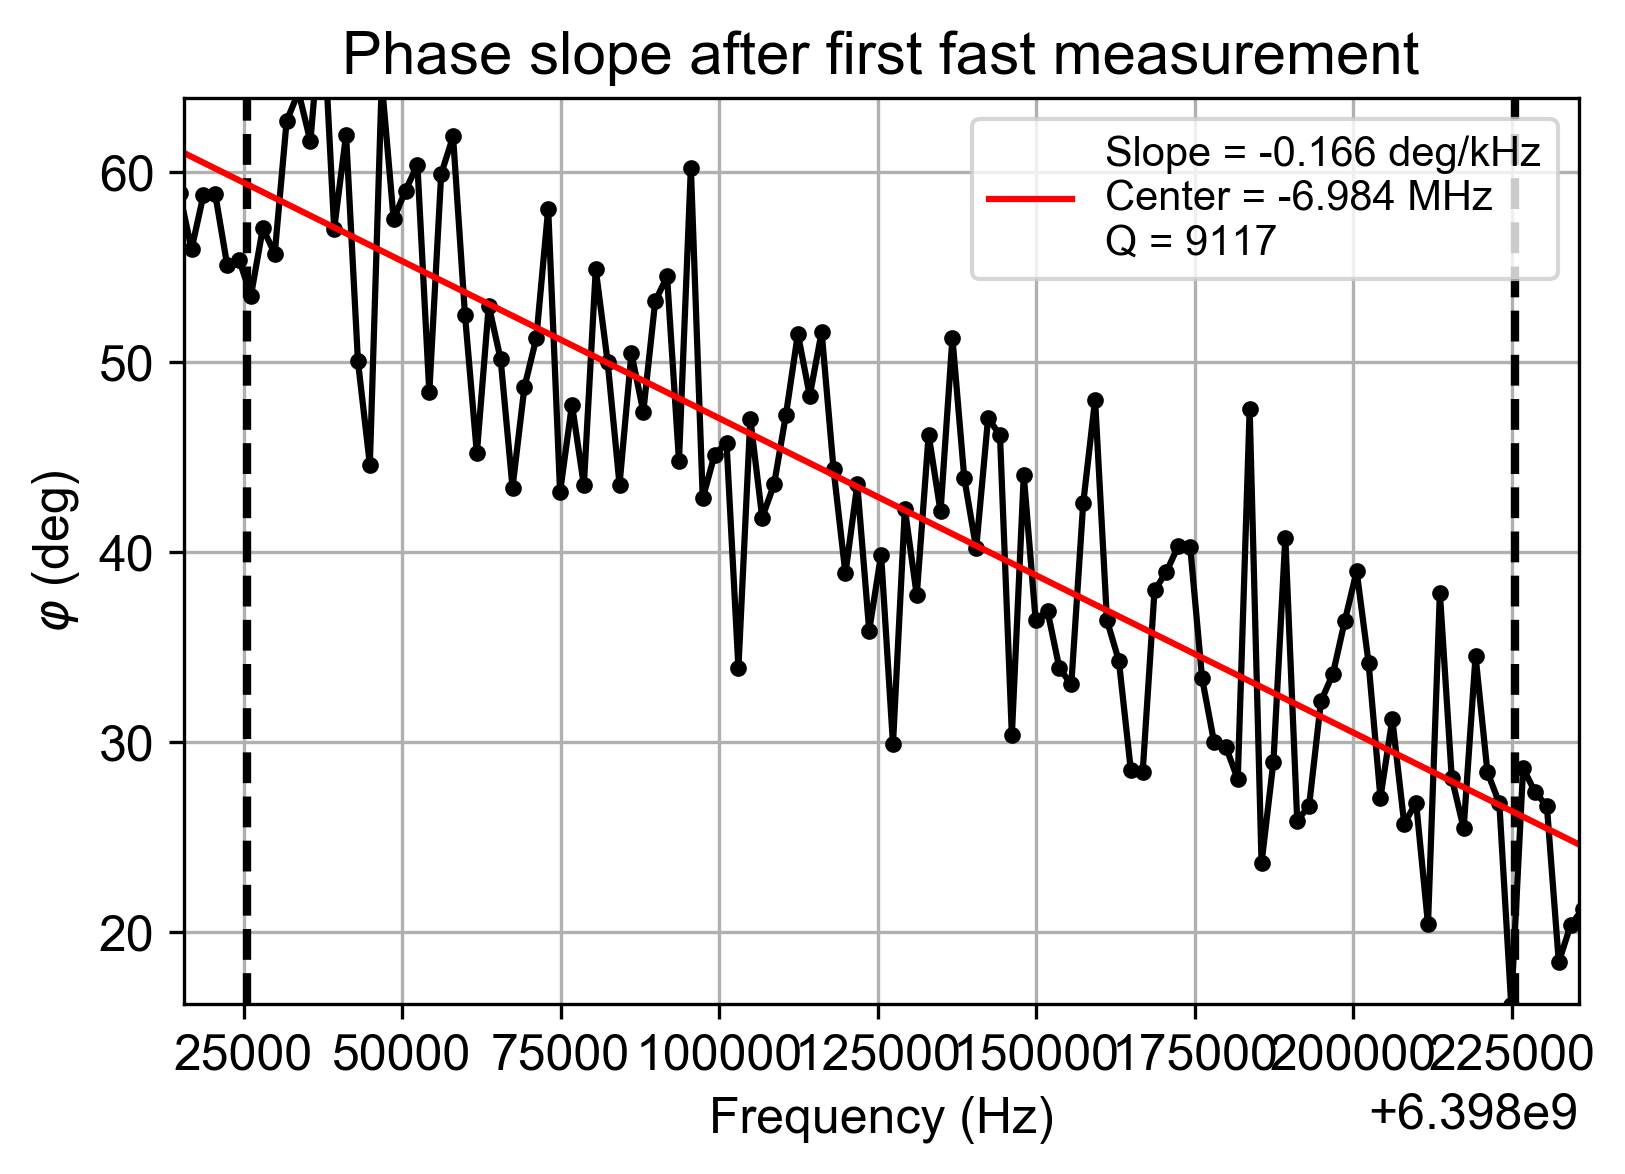 Phase slope after first fast measurement
Slope = -0.166 deg/kHz
Center = -6.984 MHz
Q = 9117
φ (deg)
60
50
40
30
20
25000 50000 75000 100000 125000 150000 175000 200000 225000
Frequency (Hz)
+6.398e9